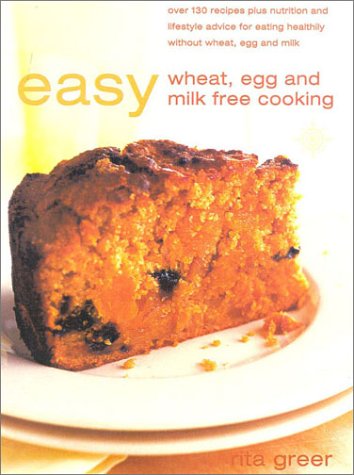 over 130 recipes plus nutrition and
lifestyle advice for eating healthily
without wheat, egg and milk
easy wheat, egg and
milk free cooking
rita greer